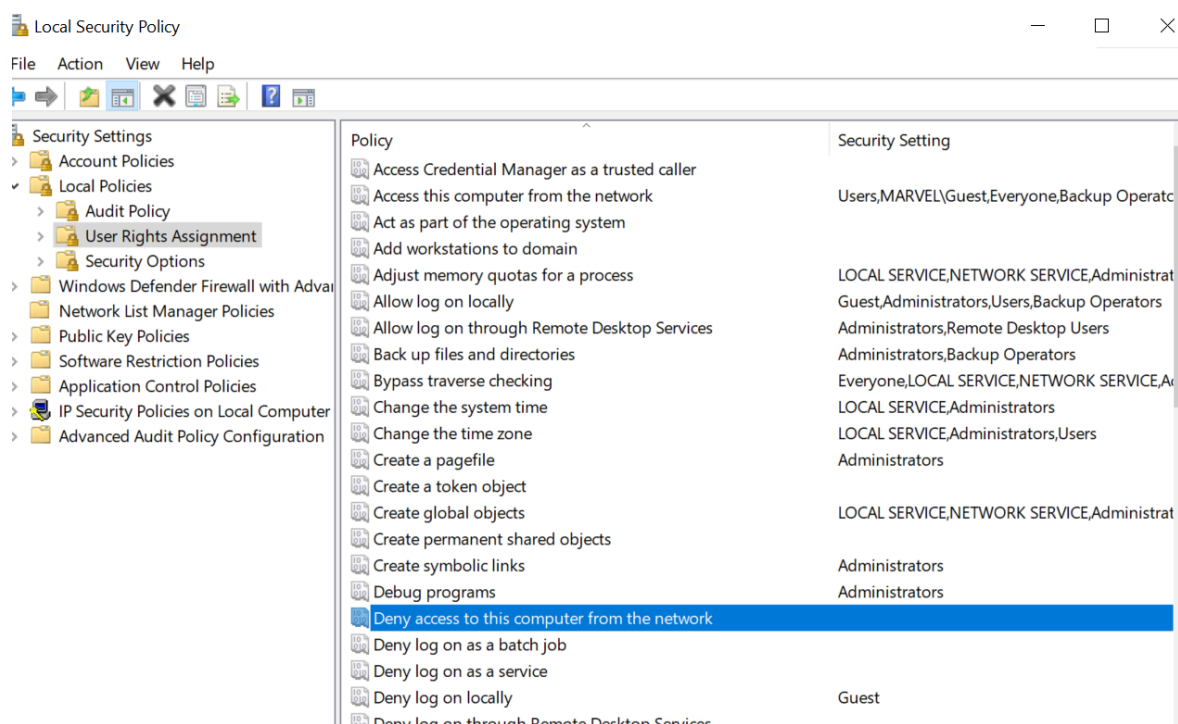 Local Security Policy
File Action View Help
Security Settings
Account Policies
Local Policies
Audit Policy
User Rights Assignment
Security Options
Windows Defender Firewall with Adva
Network List Manager Policies
Public Key Policies
Software Restriction Policies
Application Control Policies
IP Security Policies on Local Computer
Advanced Audit Policy Configuration
Policy Security Setting
Access Credential Manager as a trusted caller
Access this computer from the network Users,MARVEL\Guest,Everyone,Backup Operatc
Act as part of the operating system
Add workstations to domain
Adjust memory quotas for a process LOCAL SERVICE,NETWORK SERVICE,Administrat
Allow log on locally Guest,Administrators,Users,Backup Operators
Allow log on through Remote Desktop Services Administrators,Remote Desktop Users
Back up files and directories Administrators,Backup Operators
Bypass traverse checking Everyone,LOCAL SERVICE,NETWORK SERVICE,Ad
Change the system time LOCAL SERVICE,Administrators
Change the time zone LOCAL SERVICE,Administrators,Users
Create a pagefile Administrators
Create a token object
Create global objects LOCAL SERVICE,NETWORK SERVICE,Administrat
Create permanent shared objects
Create symbolic links Administrators
Debug programs Administrators
Deny access to this computer from the network
Deny log on as a batch job
Deny log on as a service
Deny log on locally Guest
Deny log on through Remote Desktop Services